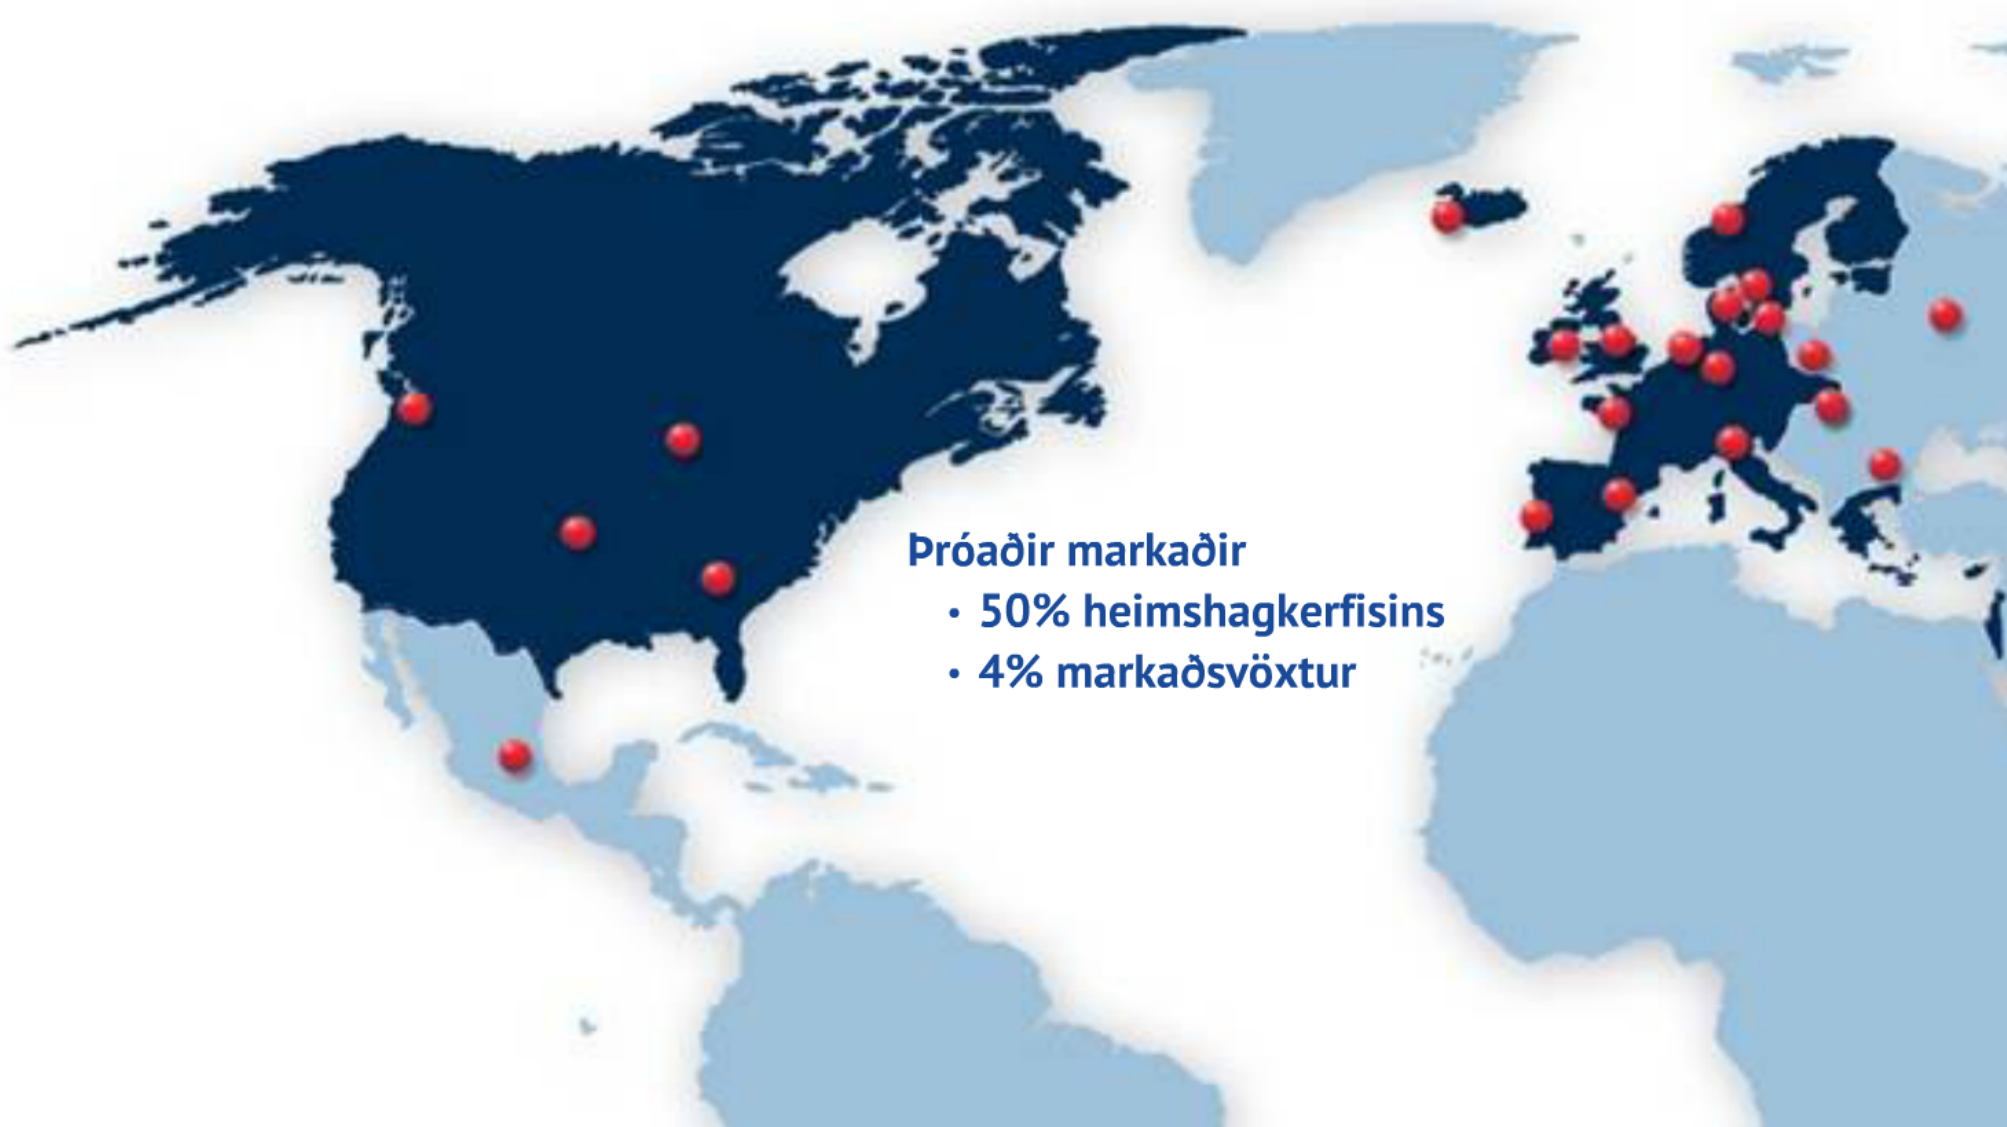 Þróaðir markaðir
• 50% heimshagkerfisins
• 4% markaðsvöxtur